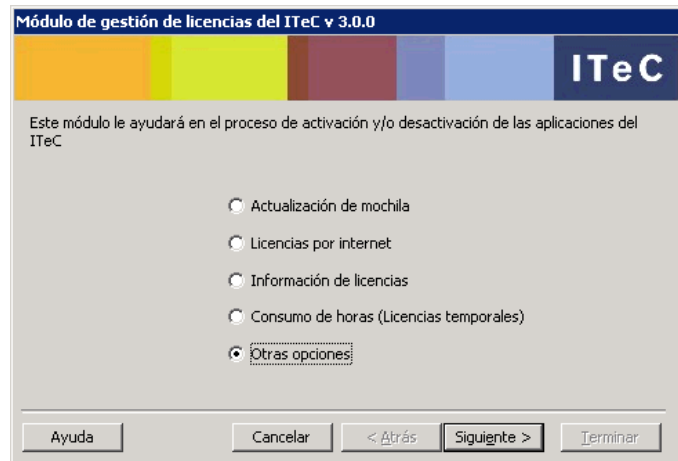 Módulo de gestión de licencias del ITeC v 3.0.0
ITeC
Este módulo le ayudará en el proceso de activación y/o desactivación de las aplicaciones del
ITeC
Actualización de mochila
Licencias por internet
Información de licencias
Consumo de horas (Licencias temporales)
Otras opciones
Ayuda
Cancelar
< Atrás
Siguiente >
Terminar